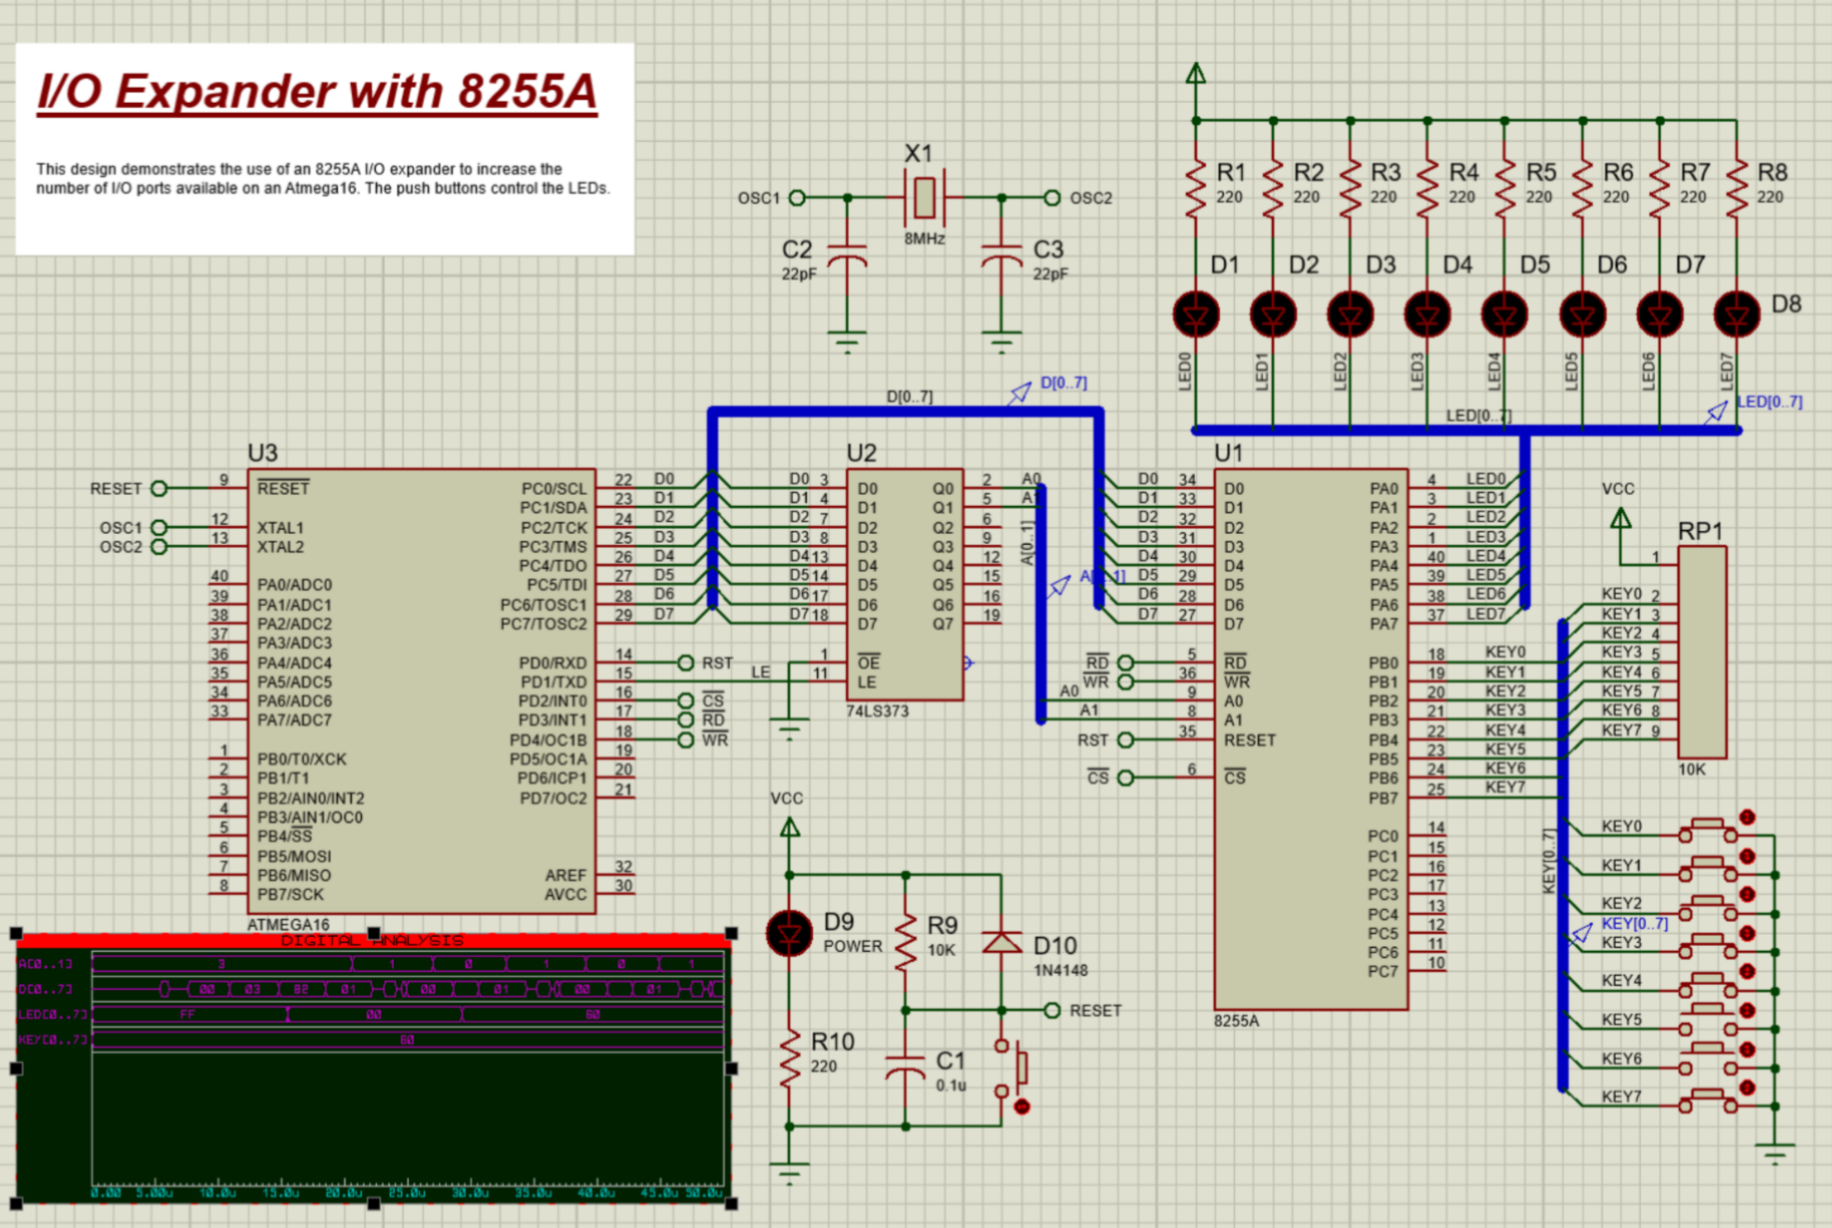 I/O Expander with 8255A
This design demonstrates the use of an 8255A I/O expander to increase the
number of I/O ports available on an Atmega16. The push buttons control the LEDs.
X1
OSC1
OSC2
8MHz
C2
22pF
C3
22pF
R1
220
R2
220
R3
220
R4
220
R5
220
R6
220
R7
220
R8
220
D1
D2
D3
D4
D5
D6
D7
D8
LED0
LED1
LED2
LED3
LED4
LED5
LED6
LED7
LED[0..7]
LED[0..7]
D[0..7]
D[0..7]
U3
RESET 9 RESET
OSC1 12 XTAL1
OSC2 13 XTAL2
40 PA0/ADC0
39 PA1/ADC1
38 PA2/ADC2
37 PA3/ADC3
36 PA4/ADC4
35 PA5/ADC5
34 PA6/ADC6
33 PA7/ADC7
1 PB0/T0/XCK
2 PB1/T1
3 PB2/AIN0/INT2
4 PB3/AIN1/OC0
5 PB4/SS
6 PB5/MOSI
7 PB6/MISO
8 PB7/SCK
PC0/SCL 22 D0
PC1/SDA 23 D1
PC2/TCK 24 D2
PC3/TMS 25 D3
PC4/TDO 26 D4
PC5/TDI 27 D5
PC6/TOSC1 28 D6
PC7/TOSC2 29 D7
PD0/RXD 14 RST
PD1/TXD 15 LE
PD2/INT0 16 CS
PD3/INT1 17 RD
PD4/OC1B 18 WR
PD5/OC1A 19
PD6/ICP1 20
PD7/OC2 21
AREF 32
AVCC 30
ATMEGA16
U2
D0 3 D0
D1 4 D1
D2 7 D2
D3 8 D3
D4 13 D4
D5 14 D5
D6 17 D6
D7 18 D7
1 OE
11 LE
Q0 2 A0
Q1 5
Q2 6
Q3 9
Q4 12
Q5 15
Q6 16
Q7 19
74LS373
A[0..1]
U1
D0 34 D0
D1 33 D1
D2 32 D2
D3 31 D3
D4 30 D4
D5 29 D5
D6 28 D6
D7 27 D7
RD 5 RD
WR 36 WR
A0 9 A0
A1 8 A1
RST 35 RESET
CS 6 CS
PA0 4 LED0
PA1 3 LED1
PA2 2 LED2
PA3 1 LED3
PA4 40 LED4
PA5 39 LED5
PA6 38 LED6
PA7 37 LED7
PB0 18 KEY0
PB1 19 KEY1
PB2 20 KEY2
PB3 21 KEY3
PB4 22 KEY4
PB5 23 KEY5
PB6 24 KEY6
PB7 25 KEY7
PC0 14
PC1 15
PC2 16
PC3 17
PC4 13
PC5 12
PC6 11
PC7 10
8255A
VCC
RP1
1
KEY0 2
KEY1 3
KEY2 4
KEY3 5
KEY4 6
KEY5 7
KEY6 8
KEY7 9
10K
KEY[0..7]
KEY0
KEY1
KEY2
KEY[0..7]
KEY3
KEY4
KEY5
KEY6
KEY7
VCC
D9
POWER
R9
10K
D10
1N4148
RESET
R10
220
C1
0.1u
DIGITAL ANALYSIS
A[0..1] 3 1 0 1 0 1
D[0..7] 00 03 82 01 00 01 00 01
LED[0..7] FF 00 60
KEY[0..7] 60
0.00 5.00u 10.0u 15.0u 20.0u 25.0u 30.0u 35.0u 40.0u 45.0u 50.0u